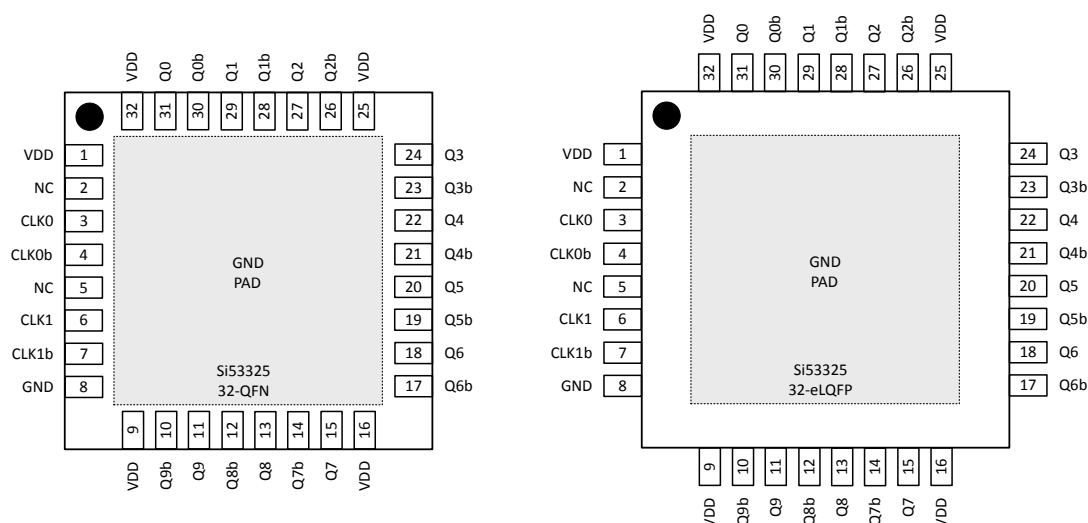 VDD Q0 Q0b Q1 Q1b Q2 Q2b VDD
32 31 30 29 28 27 26 25
VDD 1 24 Q3
NC 2 23 Q3b
CLK0 3 22 Q4
CLK0b 4 21 Q4b
NC 5 20 Q5
CLK1 6 19 Q5b
CLK1b 7 18 Q6
GND 8 17 Q6b
GND
PAD
Si53325
32-QFN
9 10 11 12 13 14 15 16
VDD Q9b Q9 Q8b Q8 Q7b Q7 VDD
VDD Q0 Q0b Q1 Q1b Q2 Q2b VDD
32 31 30 29 28 27 26 25
VDD 1 24 Q3
NC 2 23 Q3b
CLK0 3 22 Q4
CLK0b 4 21 Q4b
NC 5 20 Q5
CLK1 6 19 Q5b
CLK1b 7 18 Q6
GND 8 17 Q6b
GND
PAD
Si53325
32-eLQFP
9 10 11 12 13 14 15 16
VDD Q9b Q9 Q8b Q8 Q7b Q7 VDD